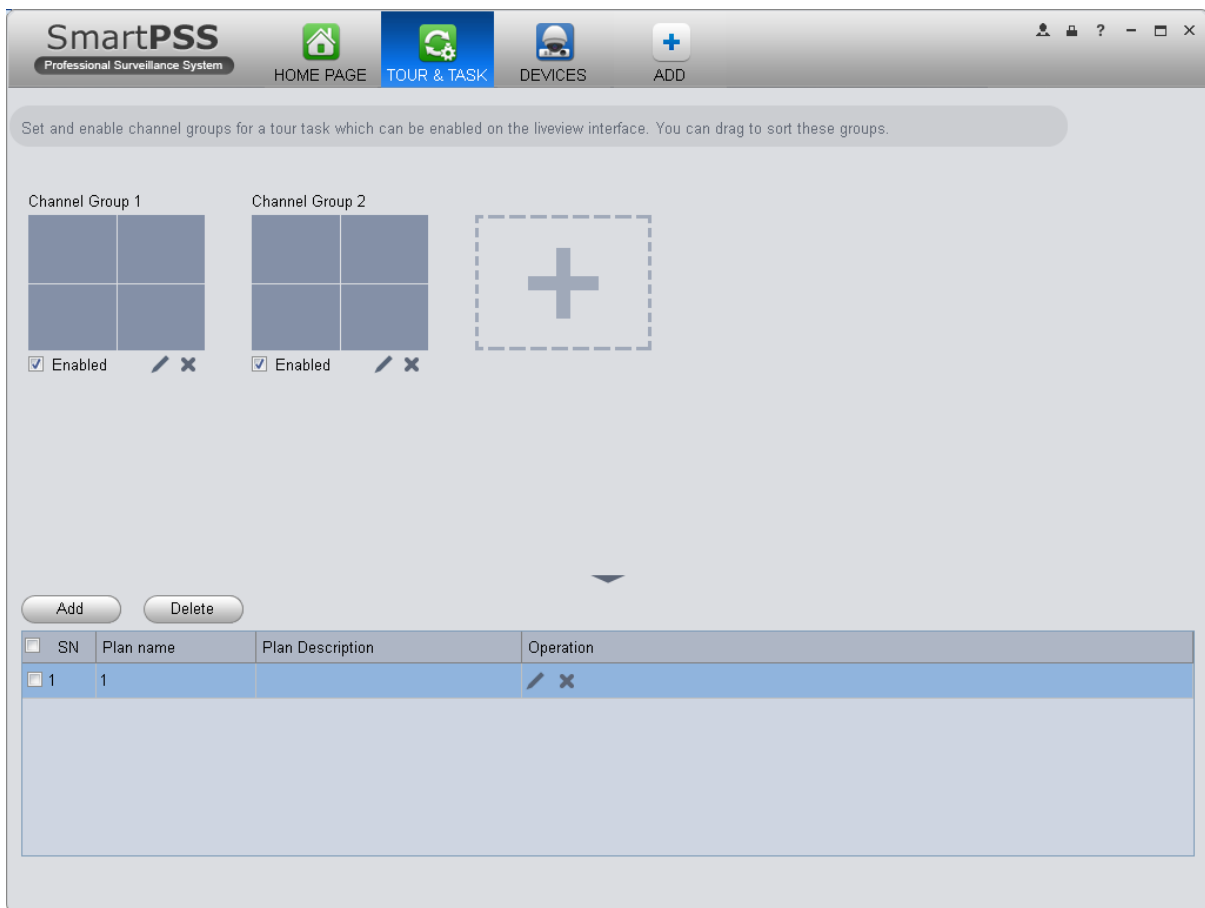 SmartPSS
Professional Surveillance System
HOME PAGE
TOUR & TASK
DEVICES
ADD
?
Set and enable channel groups for a tour task which can be enabled on the liveview interface. You can drag to sort these groups.
Channel Group 1
Channel Group 2
Enabled
Enabled
Add
Delete
SN Plan name Plan Description Operation
1 1